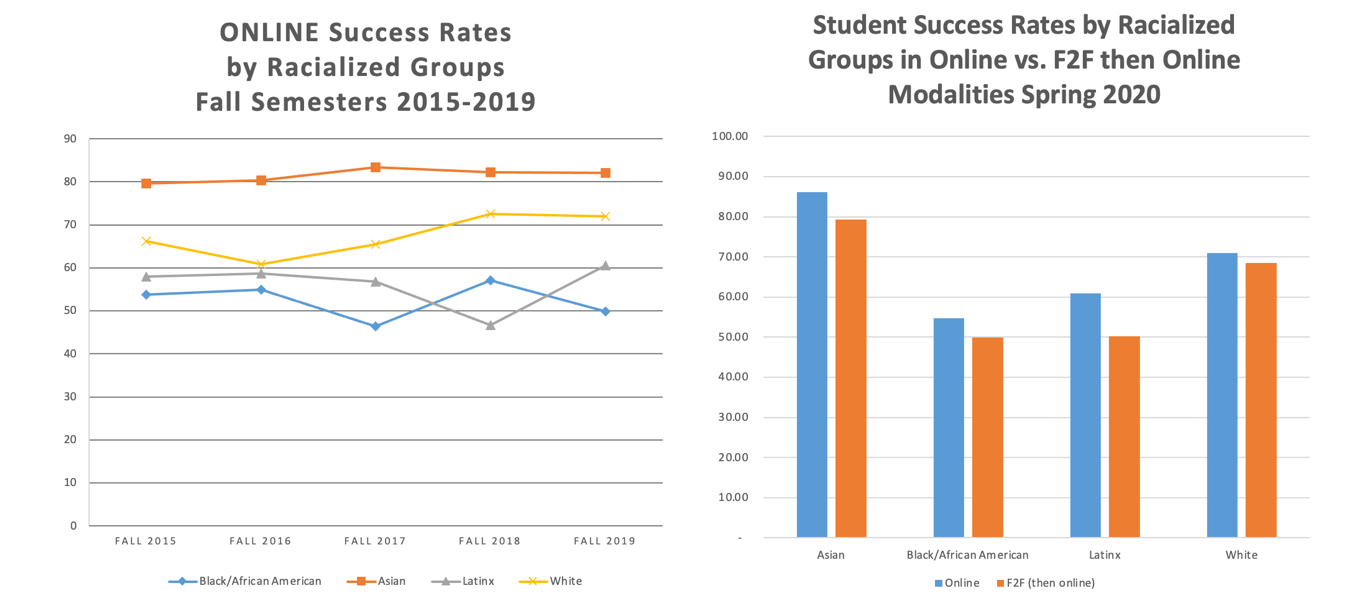 ONLINE Success Rates
by Racialized Groups
Fall Semesters 2015-2019
90
80
70
60
50
40
30
20
10
0
FALL 2015 FALL 2016 FALL 2017 FALL 2018 FALL 2019
Black/African American Asian Latinx White
Student Success Rates by Racialized
Groups in Online vs. F2F then Online
Modalities Spring 2020
100.00
90.00
80.00
70.00
60.00
50.00
40.00
30.00
20.00
10.00
-
Asian Black/African American Latinx White
Online F2F (then online)